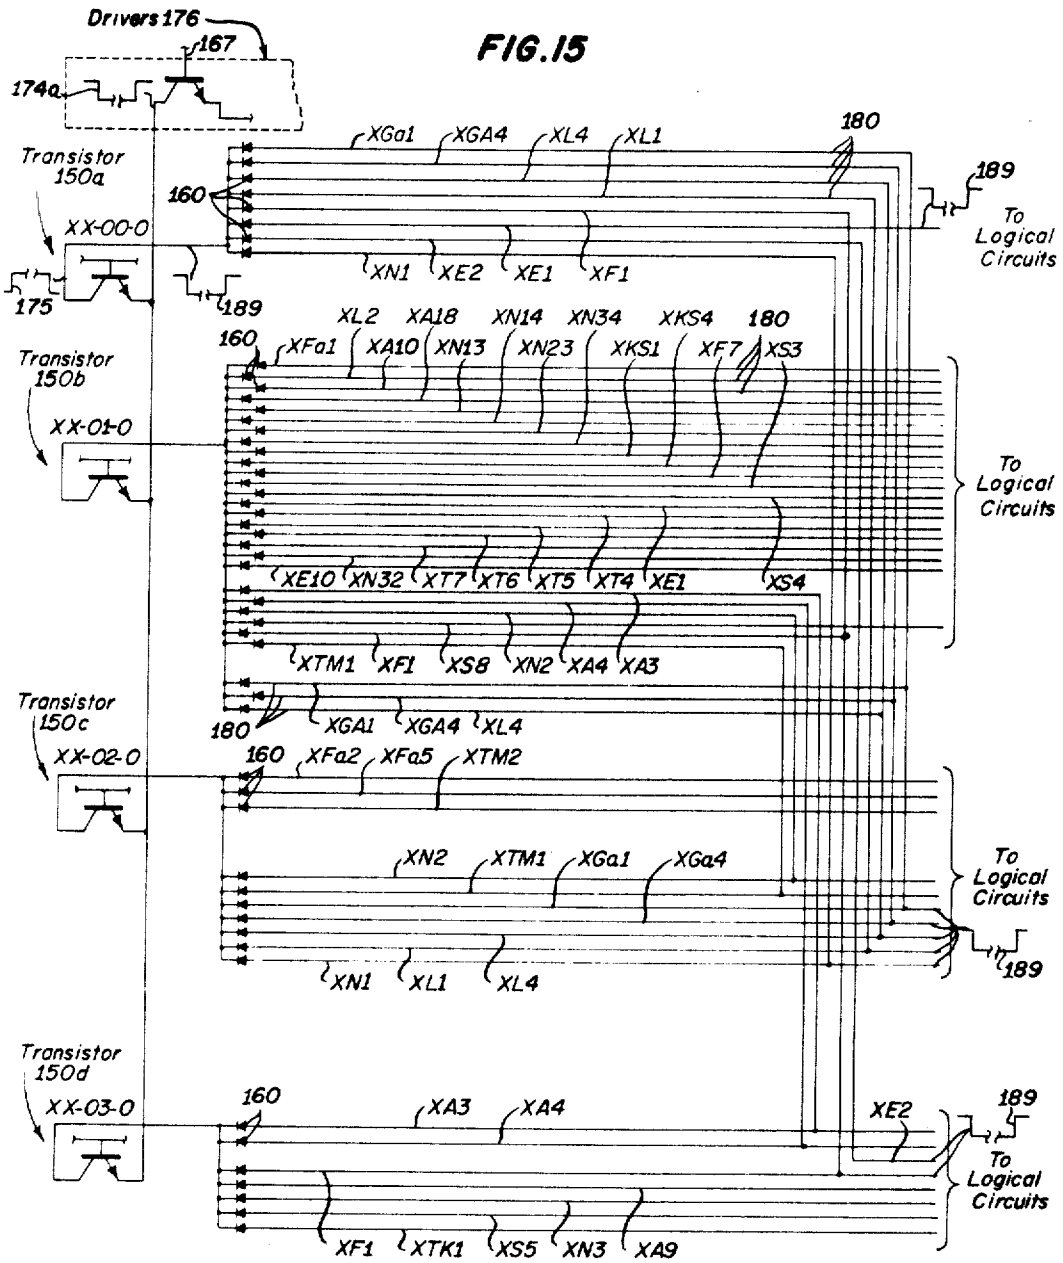 Drivers 176
167
FIG. 15
174a
XGa1 XGA4 XL4 XL1 180
Transistor
150a
160
189
XX-00-0
To
Logical
Circuits
XN1 XE2 XE1 XF1
175
189
XL2 XA18 XN14 XN34 XKS4 180
160 XFa1 XA10 XN13 XN23 XKS1 XF7 XS3
Transistor
150b
XX-01-0
To
Logical
Circuits
XE10 XN32 XT7 XT6 XT5 XT4 XE1 XS4
XTM1 XF1 XS8 XN2 XA4 XA3
Transistor
150c
180 XGA1 XGA4 XL4
XX-02-0
160 XFa2 XFa5 XTM2
XN2 XTM1 XGa1 XGa4
To
Logical
Circuits
XN1 XL1 XL4
189
Transistor
150d
XX-03-0
160 XA3 XA4 XE2 189
To
Logical
Circuits
XF1 XTK1 XS5 XN3 XA9